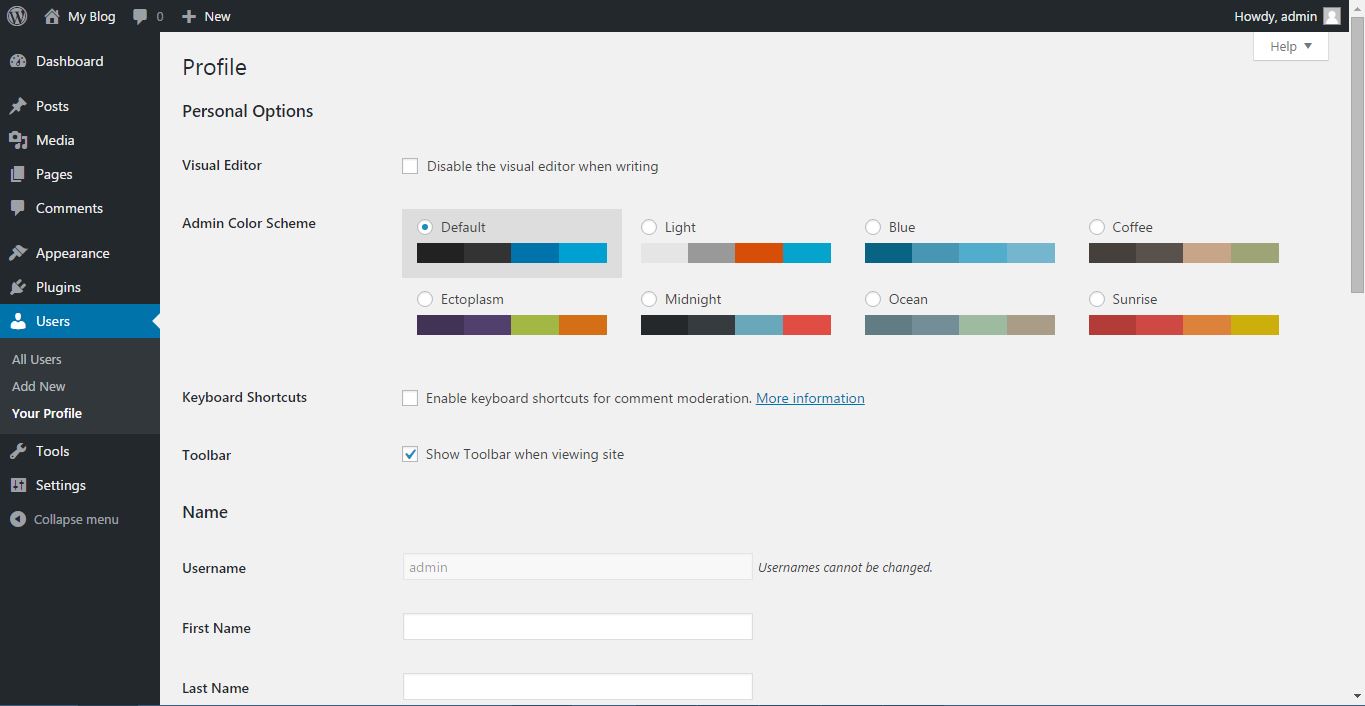 My Blog 0 New Howdy, admin
Help
Dashboard
Posts
Media
Pages
Comments
Appearance
Plugins
Users
All Users
Add New
Your Profile
Tools
Settings
Collapse menu
Profile
Personal Options
Visual Editor Disable the visual editor when writing
Admin Color Scheme Default Light Blue Coffee
Ectoplasm Midnight Ocean Sunrise
Keyboard Shortcuts Enable keyboard shortcuts for comment moderation. More information
Toolbar Show Toolbar when viewing site
Name
Username admin Usernames cannot be changed.
First Name
Last Name